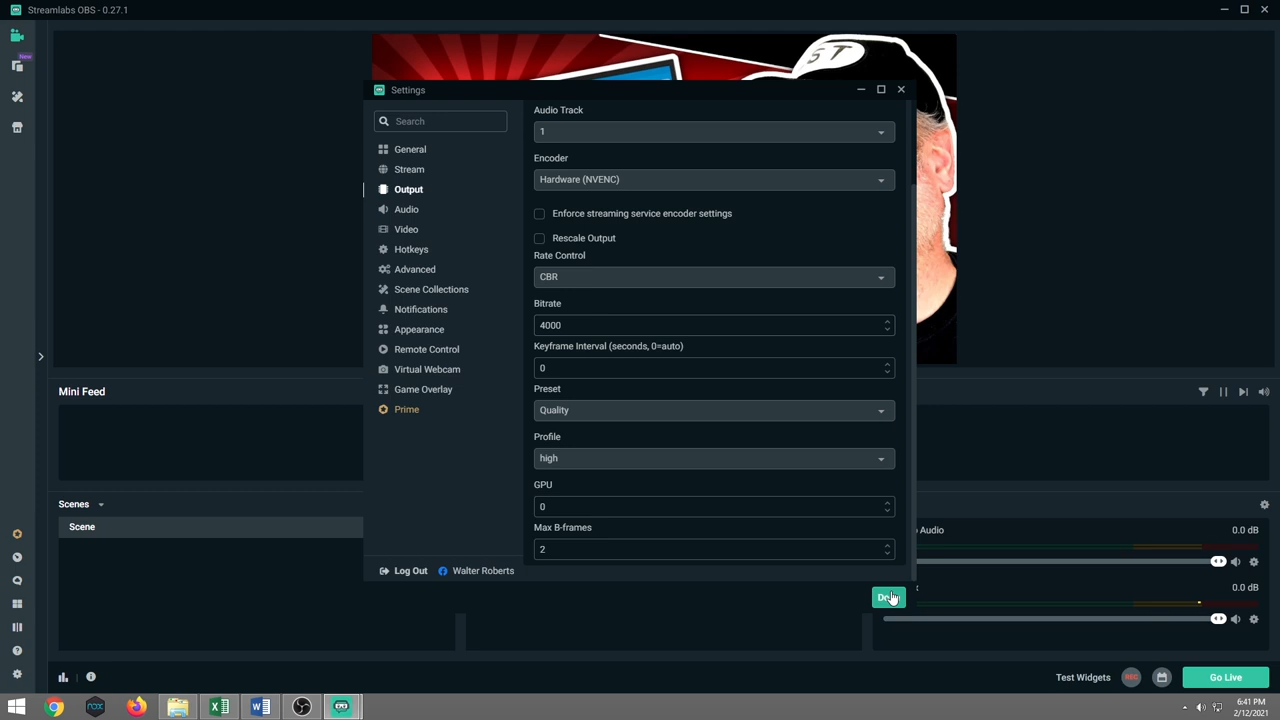 Streamlabs OBS - 0.27.1
New
ST
Settings
Search
General
Stream
Output
Audio
Video
Hotkeys
Advanced
Scene Collections
Notifications
Appearance
Remote Control
Virtual Webcam
Game Overlay
Prime
Log Out
Walter Roberts
Audio Track
1
Encoder
Hardware (NVENC)
Enforce streaming service encoder settings
Rescale Output
Rate Control
CBR
Bitrate
4000
Keyframe Interval (seconds, 0=auto)
0
Preset
Quality
Profile
high
GPU
0
Max B-frames
2
Mini Feed
Scenes
Scene
Audio
0.0 dB
0.0 dB
Test Widgets
REC
Go Live
6:41 PM
2/12/2021